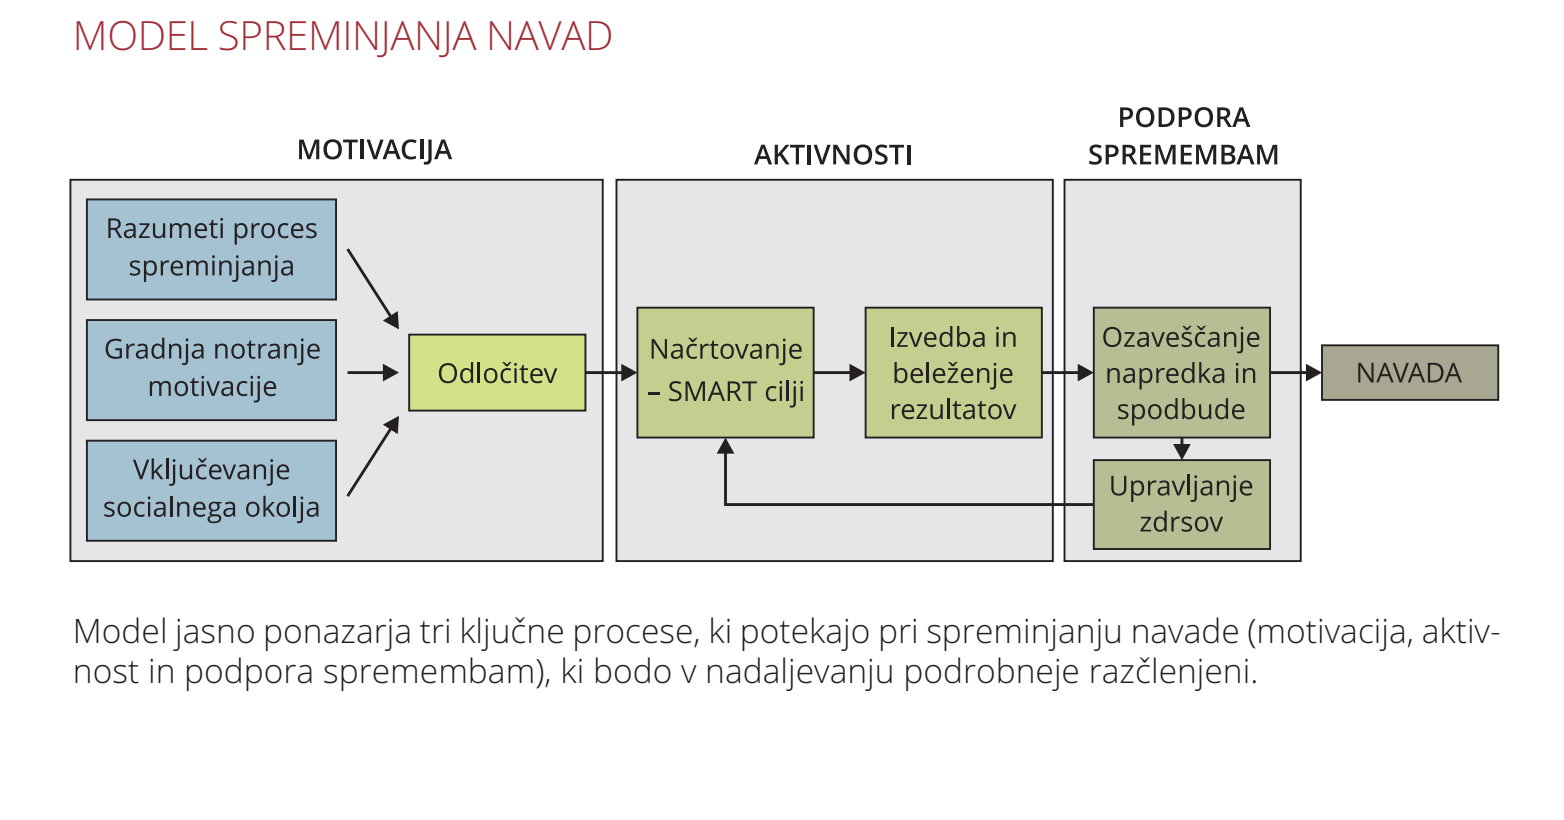 MODEL SPREMINJANJA NAVAD
MOTIVACIJA
Razumeti proces
spreminjanja
Gradnja notranje
motivacije
Vključevanje
socialnega okolja
Odločitev
AKTIVNOSTI
Načrtovanje
– SMART cilji
Izvedba in
beleženje
rezultatov
PODPORA
SPREMEMBAM
Ozaveščanje
napredka in
spodbude
Upravljanje
zdrsov
NAVADA
Model jasno ponazarja tri ključne procese, ki potekajo pri spreminjanju navade (motivacija, aktiv-
nost in podpora spremembam), ki bodo v nadaljevanju podrobneje razčlenjeni.